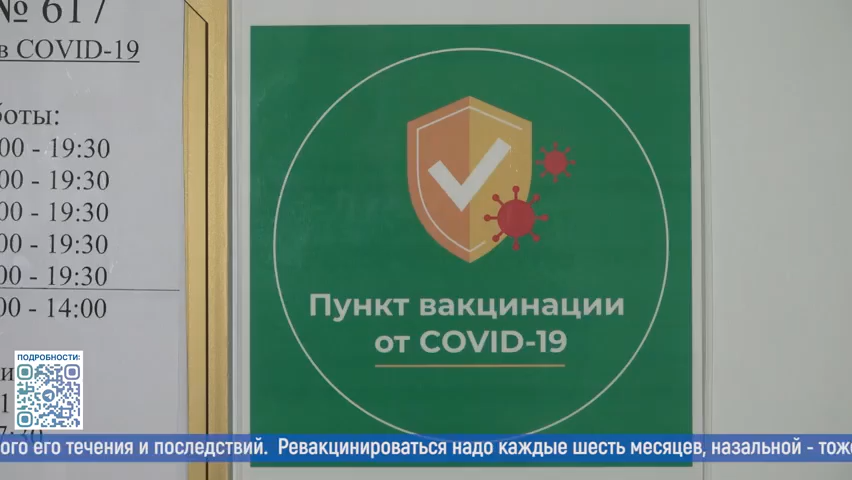 № 617
в COVID-19
боты:
00 - 19:30
00 - 19:30
00 - 19:30
00 - 19:30
00 - 19:30
00 - 14:00
Пункт вакцинации
от COVID-19
ПОДРОБНОСТИ:
ого его течения и последствий. Ревакцинироваться надо каждые шесть месяцев, назальной - тоже